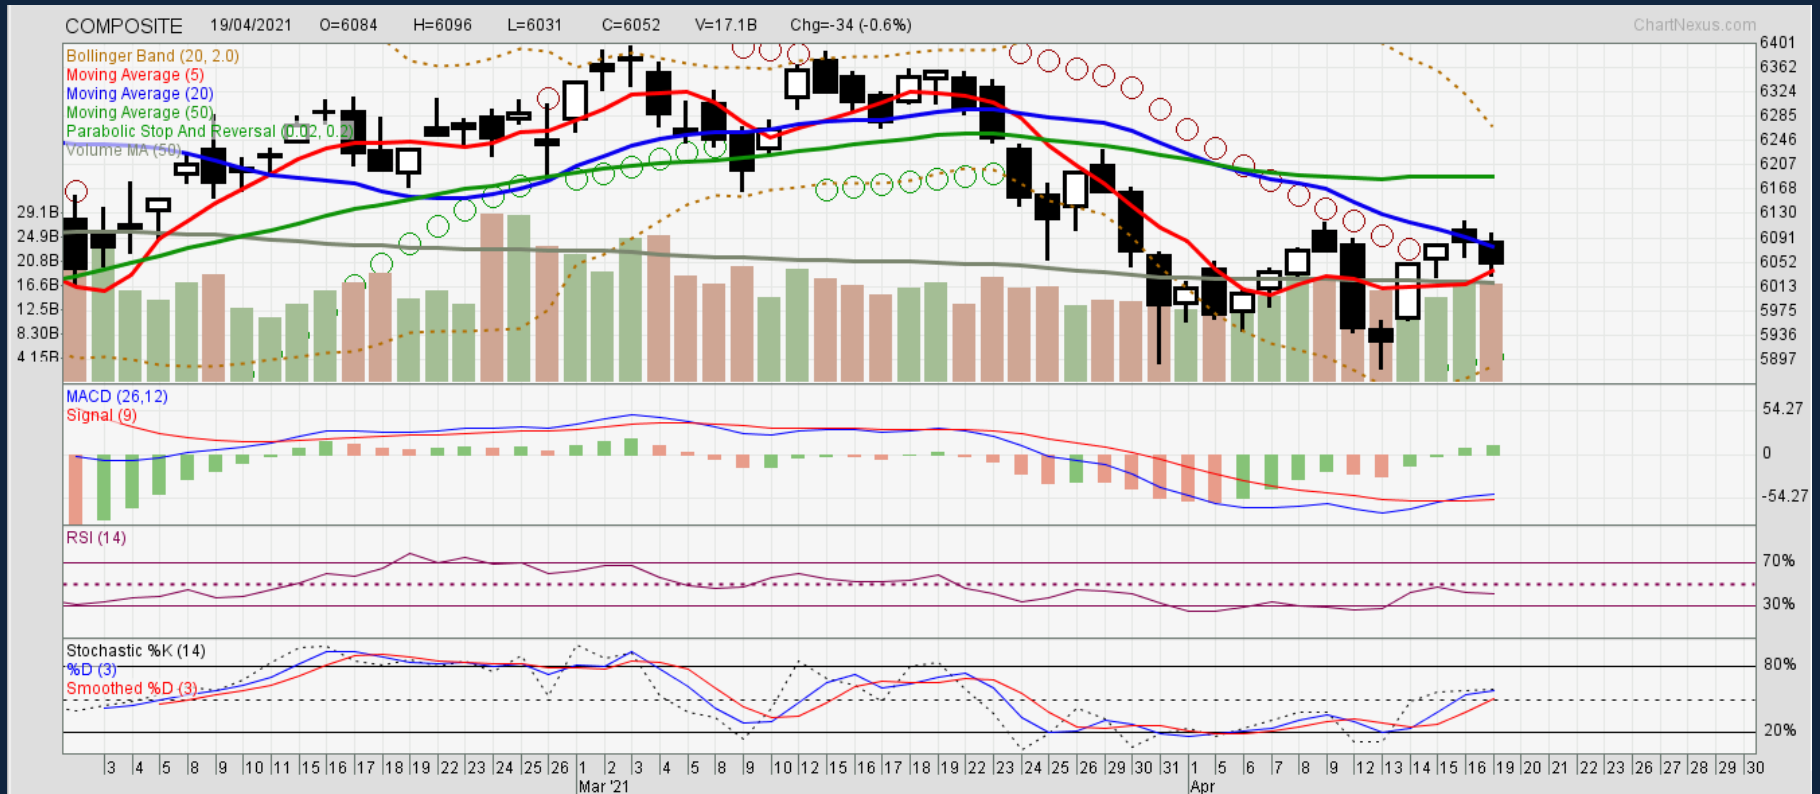 COMPOSITE 19/04/2021 O=6084 H=6096 L=6031 C=6052 V=17.1B Chg=-34 (-0.6%) ChartNexus.com
Bollinger Band (20, 2.0)
Moving Average (5)
Moving Average (20)
Moving Average (50)
Parabolic Stop And Reversal (0.02, 0.2)
Volume MA (50)
29.1B
24.9B
20.8B
16.6B
12.5B
8.30B
4.15B
6401
6362
6324
6285
6246
6207
6168
6130
6091
6052
6013
5975
5936
5897
MACD (26,12)
Signal (9)
54.27
0
-54.27
RSI (14)
70%
30%
Stochastic %K (14)
%D (3)
Smoothed %D (3)
80%
20%
3 4 5 8 9 10 11 15 16 17 18 19 22 23 24 25 26 1 2 3 4 5 8 9 10 12 15 16 17 18 19 22 23 24 25 26 29 30 31 1 5 6 7 8 9 12 13 14 15 16 19 20 21 22 23 26 27 28 29 30
Mar '21 Apr